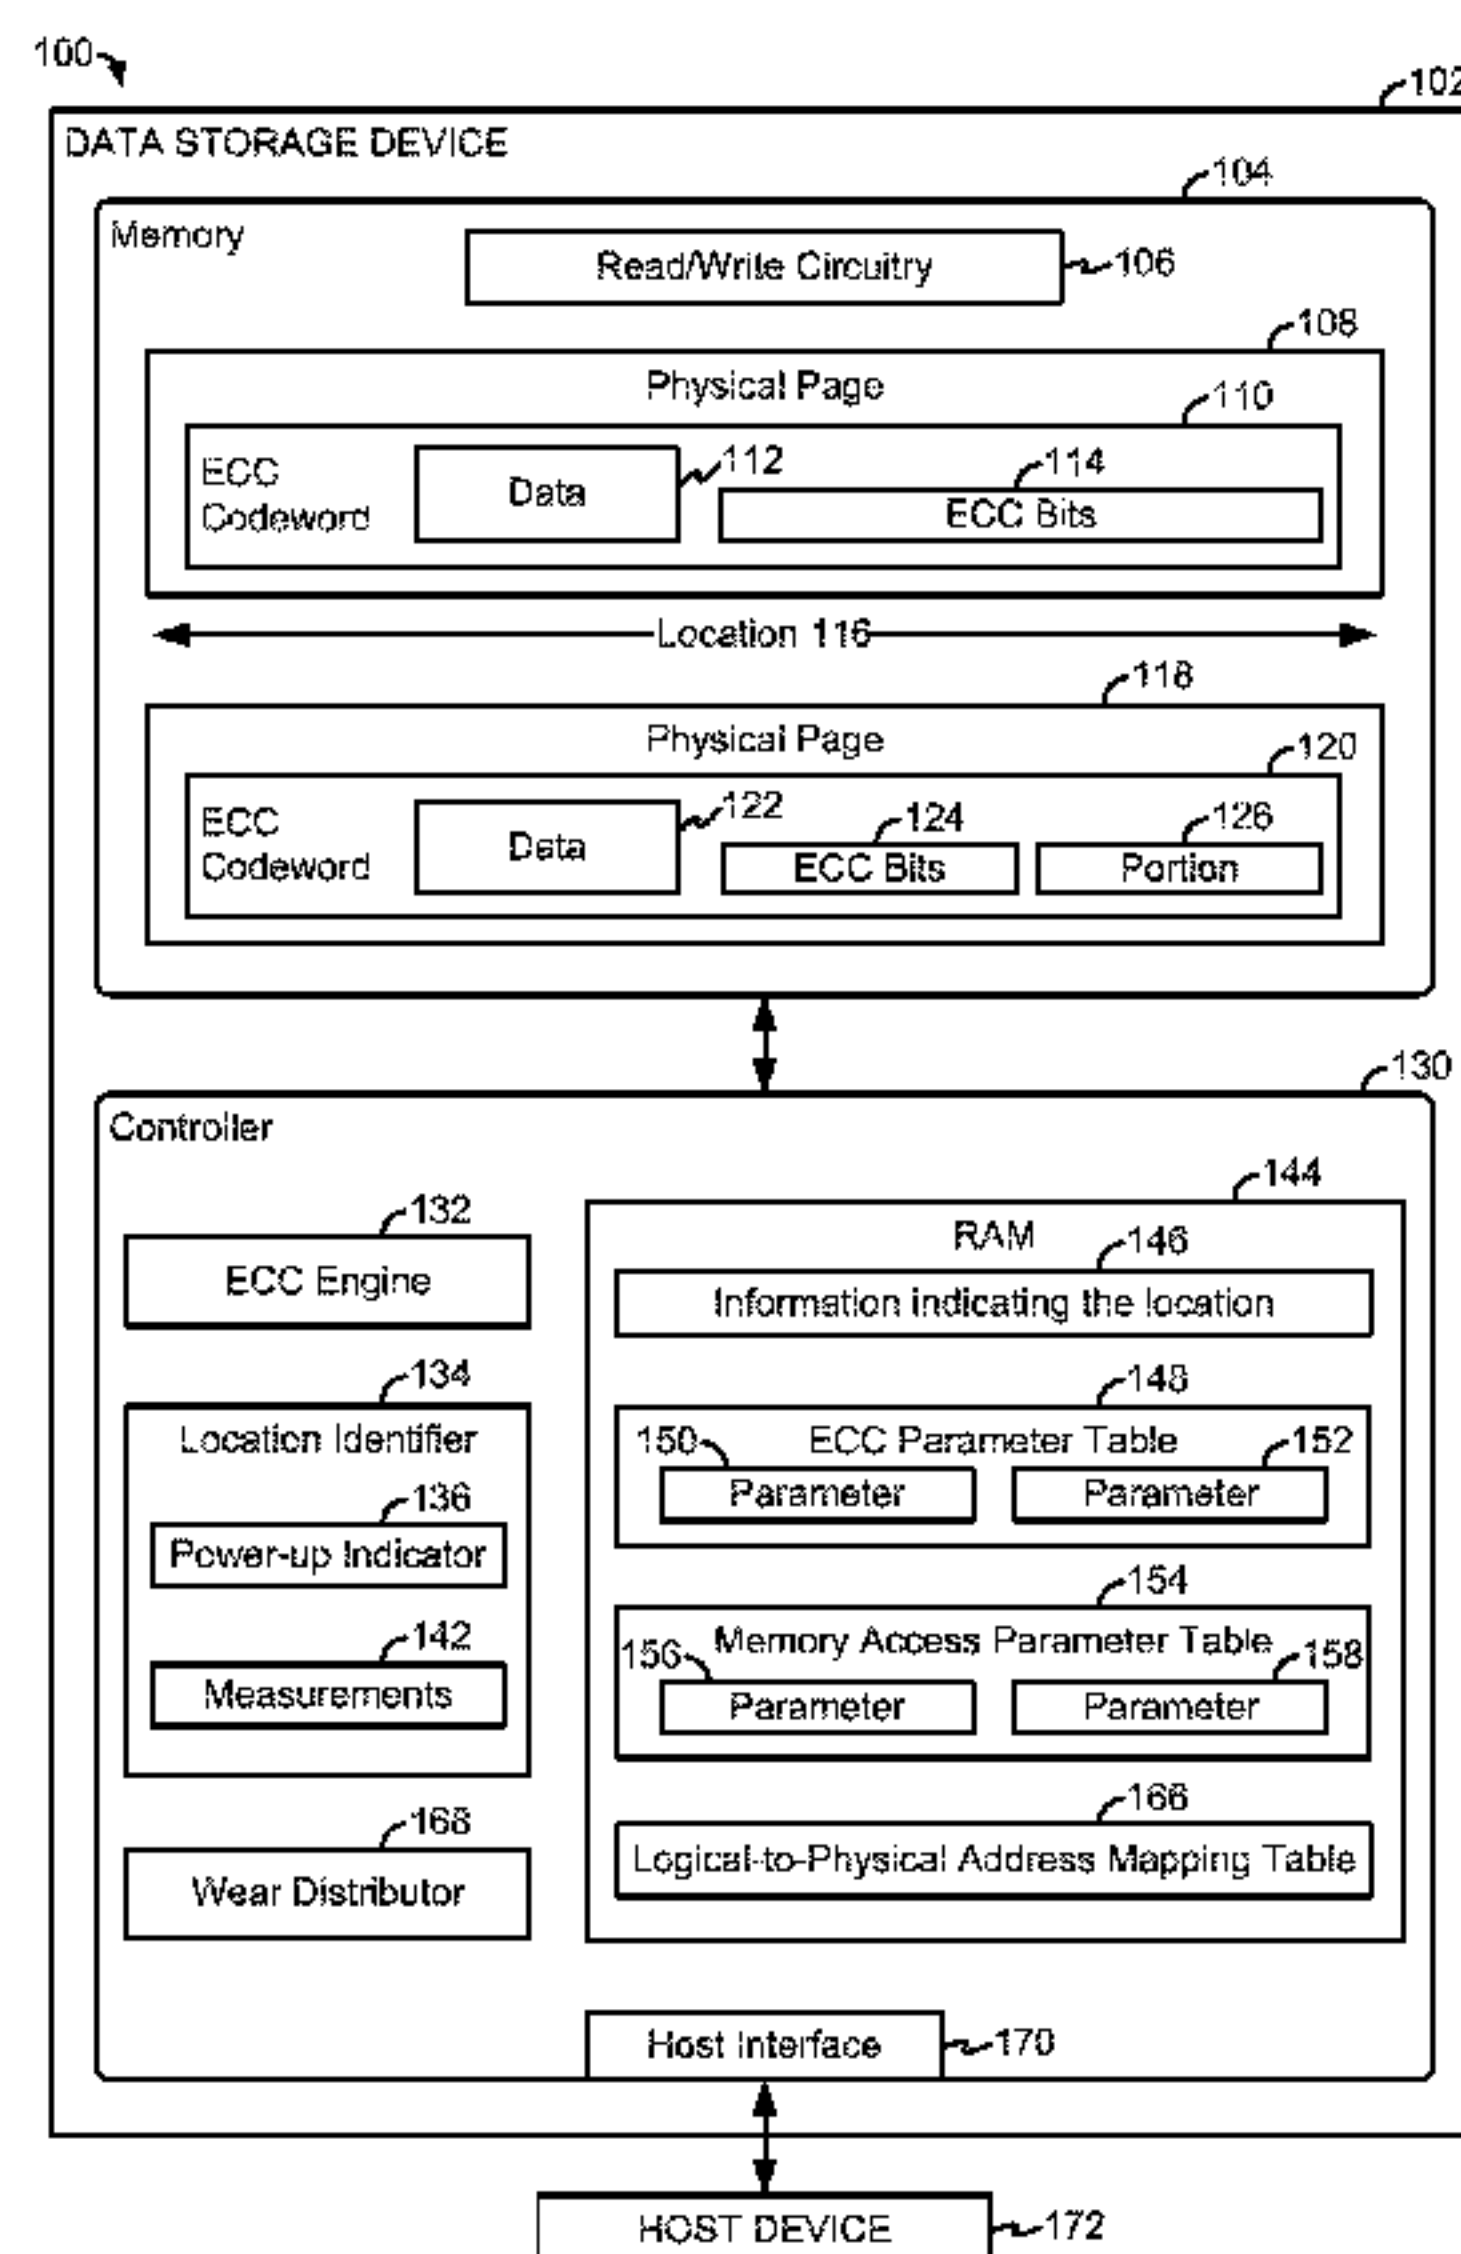 100
102
DATA STORAGE DEVICE
104
Memory
Read/Write Circuitry
106
108
Physical Page
110
ECC
Codeword
Data
112
114
ECC Bits
Location 116
118
Physical Page
120
ECC
Codeword
Data
122
124
ECC Bits
126
Portion
130
Controller
132
ECC Engine
134
Location Identifier
136
Power-up Indicator
142
Measurements
168
Wear Distributor
144
RAM
146
Information indicating the location
148
ECC Parameter Table
150
Parameter
152
Parameter
154
Memory Access Parameter Table
156
Parameter
158
Parameter
166
Logical-to-Physical Address Mapping Table
Host Interface
170
HOST DEVICE
172